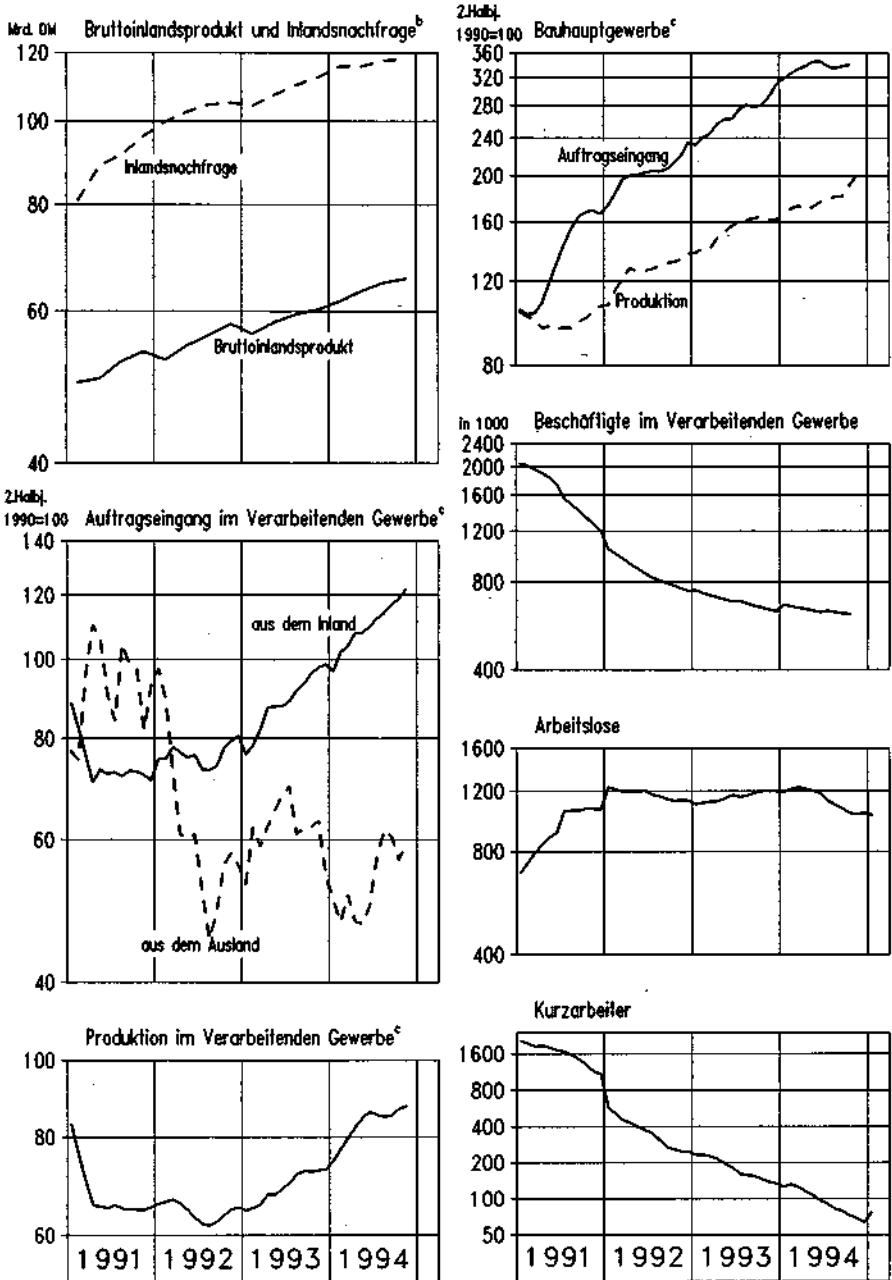 Mrd. DM Bruttoinlandsprodukt und Inlandsnachfrage b
120
100
80
60
40
Inlandsnachfrage
Bruttoinlandsprodukt
2.Halbj.
1990=100 Auftragseingang im Verarbeitenden Gewerbe c
140
120
100
80
60
40
aus dem Inland
aus dem Ausland
Produktion im Verarbeitenden Gewerbe c
100
80
60
1991 1992 1993 1994
2.Halbj.
1990=100 Bauhauptgewerbe c
360
320
280
240
200
160
120
80
Auftragseingang
Produktion
in 1000 Beschäftigte im Verarbeitenden Gewerbe
2400
2000
1600
1200
800
400
Arbeitslose
1600
1200
800
400
Kurzarbeiter
1600
800
400
200
100
50
1991 1992 1993 1994